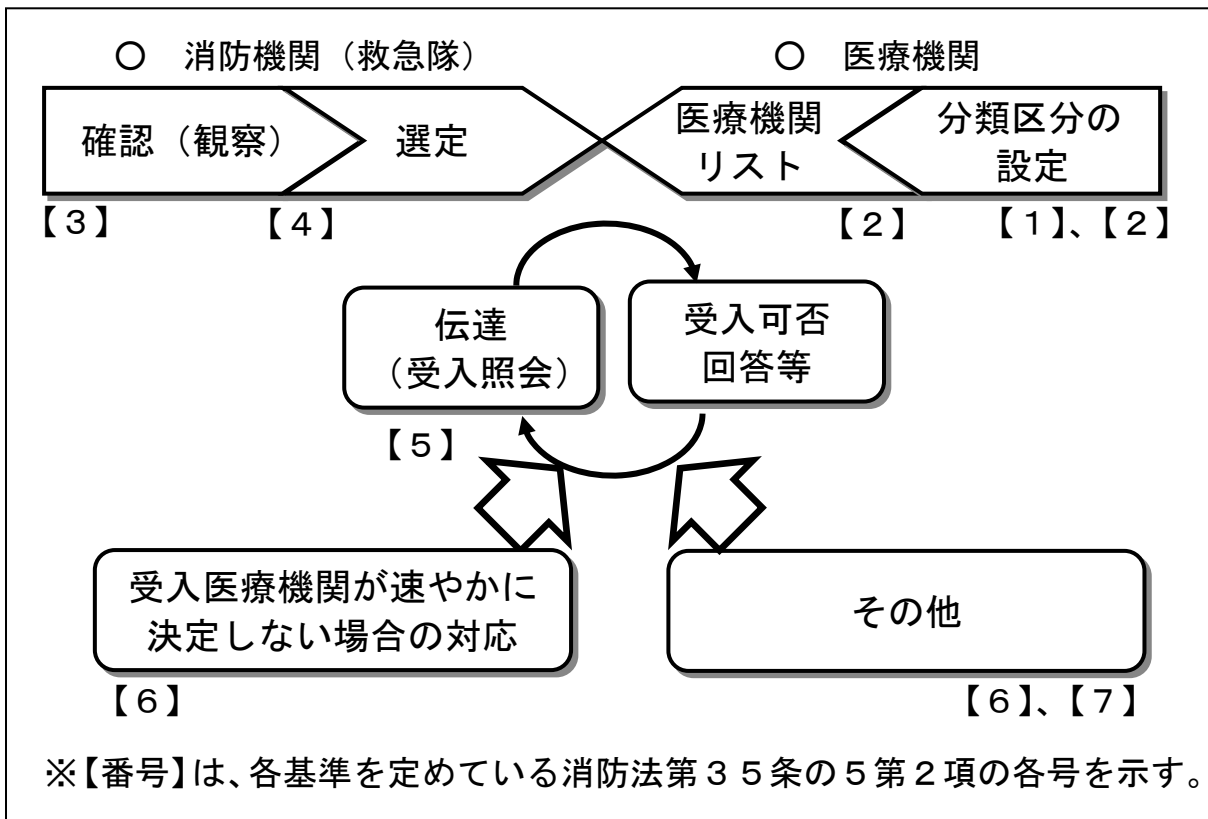 ○ 消防機関（救急隊）
○ 医療機関
確認（観察）
選定
医療機関
リスト
分類区分の
設定
【３】
【４】
【２】
【１】、【２】
伝達
（受入照会）
受入可否
回答等
【５】
受入医療機関が速やかに
決定しない場合の対応
その他
【６】
【６】、【７】
※【番号】は、各基準を定めている消防法第３５条の５第２項の各号を示す。